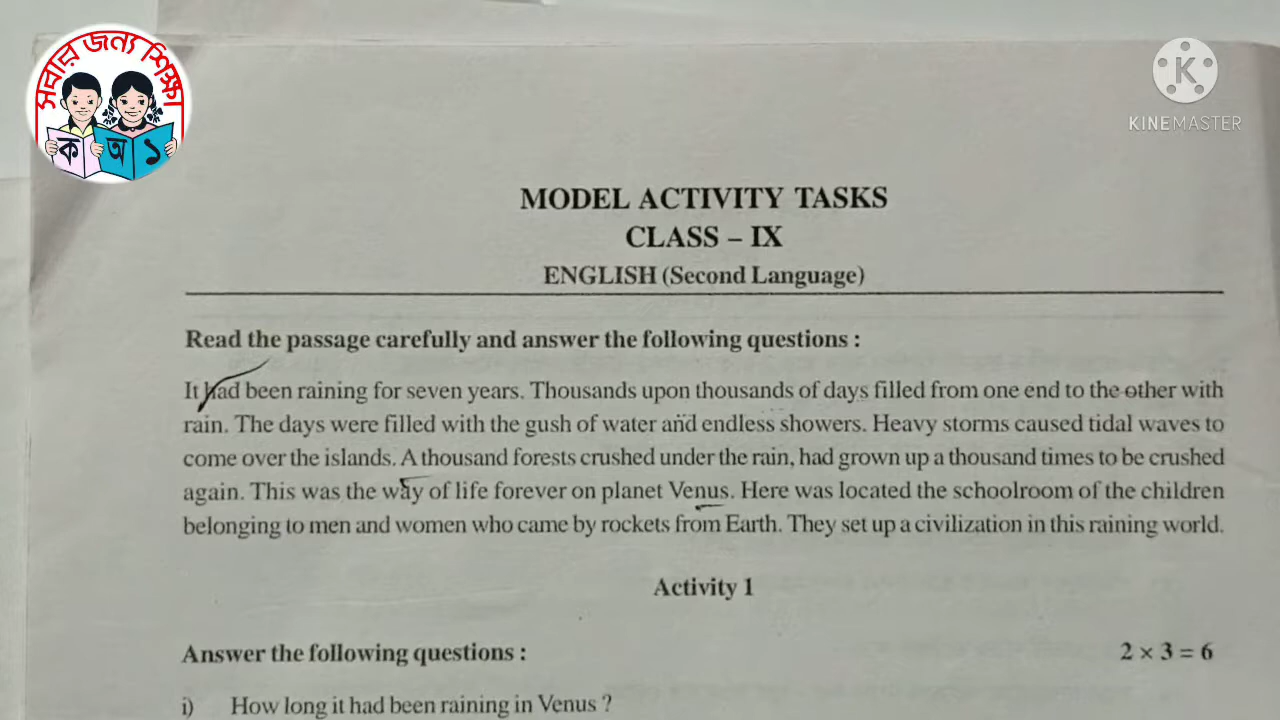 সবার জন্য শিক্ষা
ক অ ১
K
KINEMASTER
MODEL ACTIVITY TASKS
CLASS – IX
ENGLISH (Second Language)
Read the passage carefully and answer the following questions :
It had been raining for seven years. Thousands upon thousands of days filled from one end to the other with
rain. The days were filled with the gush of water and endless showers. Heavy storms caused tidal waves to
come over the islands. A thousand forests crushed under the rain, had grown up a thousand times to be crushed
again. This was the way of life forever on planet Venus. Here was located the schoolroom of the children
belonging to men and women who came by rockets from Earth. They set up a civilization in this raining world.
Activity 1
Answer the following questions : 2 × 3 = 6
i) How long it had been raining in Venus ?